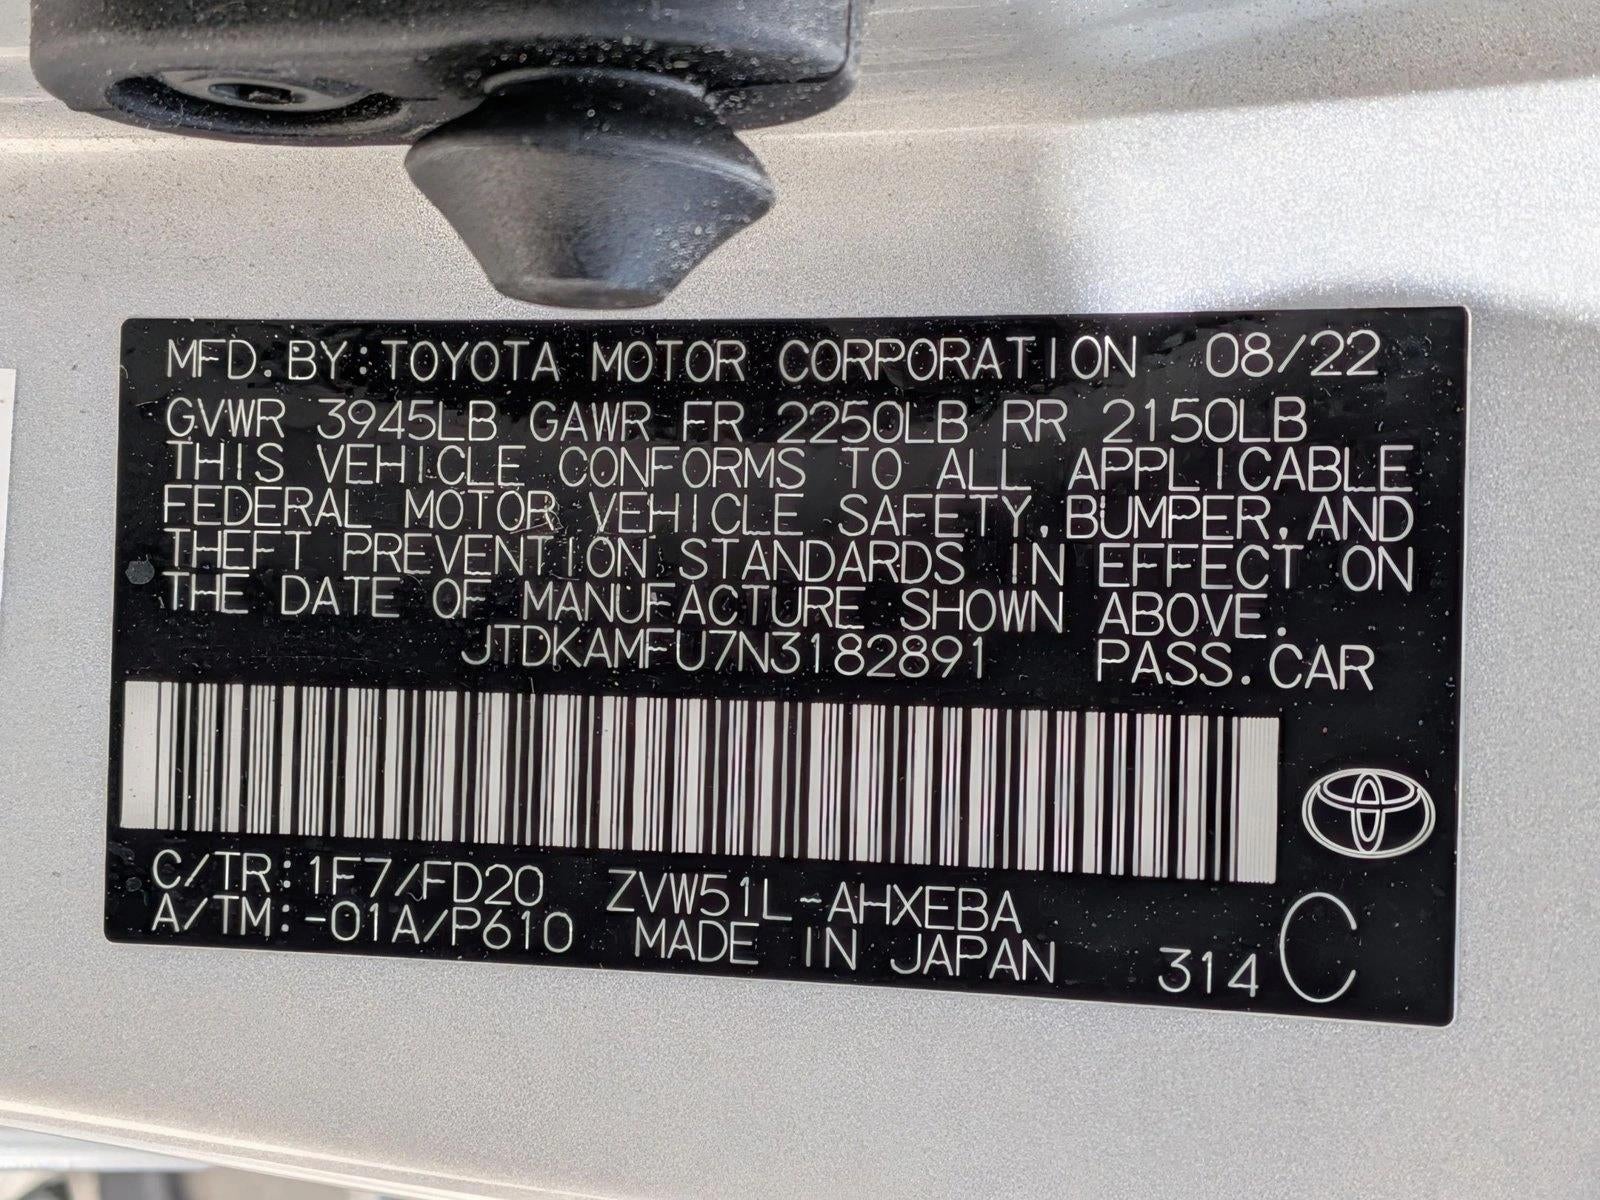 MFD.BY:TOYOTA MOTOR CORPORATION 08/22
GVWR 3945LB GAWR FR 2250LB RR 2150LB
THIS VEHICLE CONFORMS TO ALL APPLICABLE
FEDERAL MOTOR VEHICLE SAFETY,BUMPER,AND
THEFT PREVENTION STANDARDS IN EFFECT ON
THE DATE OF MANUFACTURE SHOWN ABOVE.
JTDKAMFU7N3182891 PASS.CAR
C/TR:1F7/FD20 ZVW51L-AHXEBA
A/TM:-01A/P610 MADE IN JAPAN 314 C